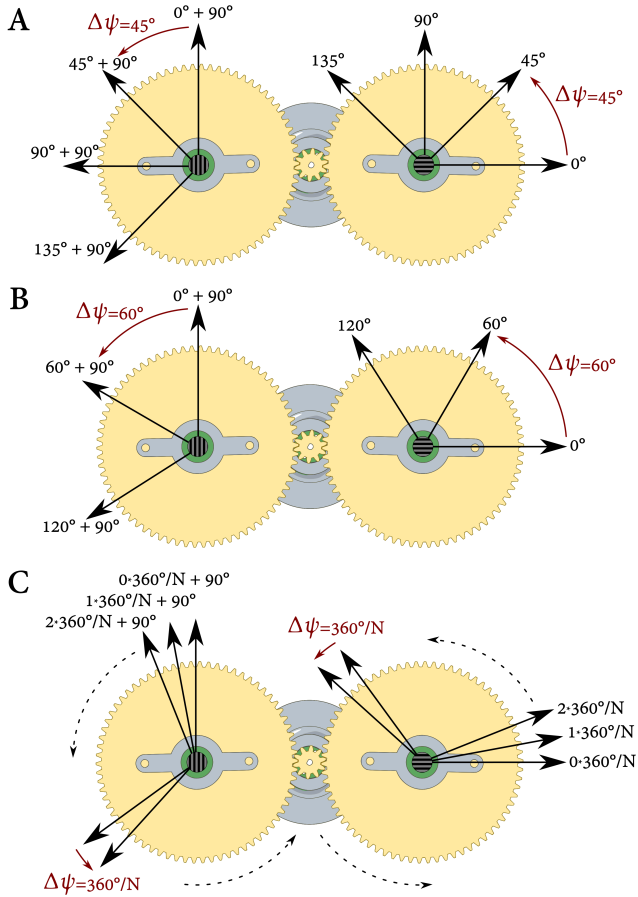 A
0° + 90°
Δψ=45°
45° + 90°
90° + 90°
135° + 90°
90°
135°
45°
Δψ=45°
0°
B
0° + 90°
Δψ=60°
60° + 90°
120° + 90°
120°
60°
Δψ=60°
0°
C
0·360°/N + 90°
1·360°/N + 90°
2·360°/N + 90°
Δψ=360°/N
Δψ=360°/N
2·360°/N
1·360°/N
0·360°/N